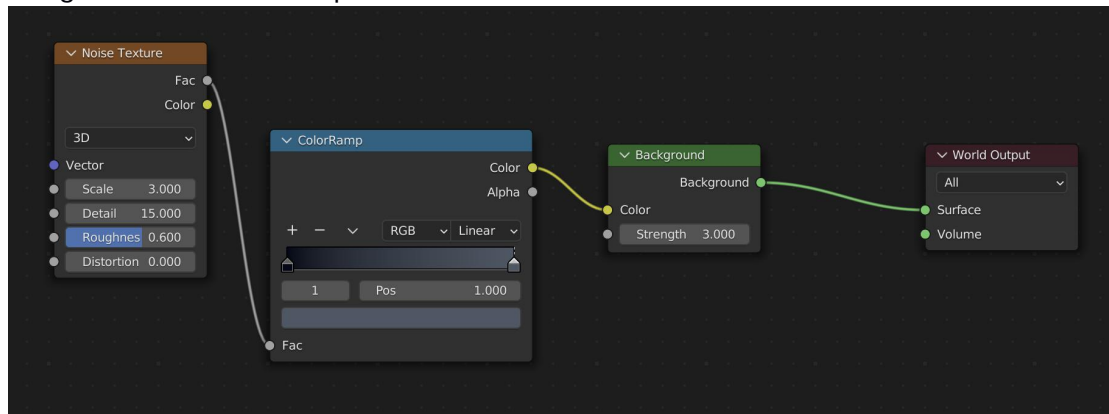 Noise Texture
Fac
Color
3D
Vector
Scale 3.000
Detail 15.000
Roughnes 0.600
Distortion 0.000
ColorRamp
Color
Alpha
+ − RGB Linear
1 Pos 1.000
Fac
Background
Background
Color
Strength 3.000
World Output
All
Surface
Volume